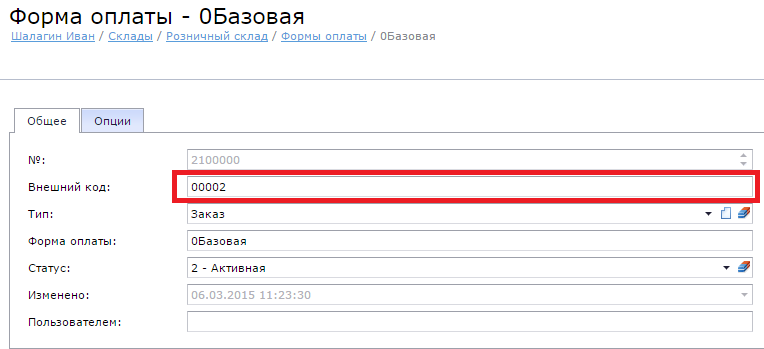 Форма оплаты - 0Базовая
Шалагин Иван / Склады / Розничный склад / Формы оплаты / 0Базовая
Общее Опции
№: 2100000
Внешний код: 00002
Тип: Заказ
Форма оплаты: 0Базовая
Статус: 2 - Активная
Изменено: 06.03.2015 11:23:30
Пользователем: